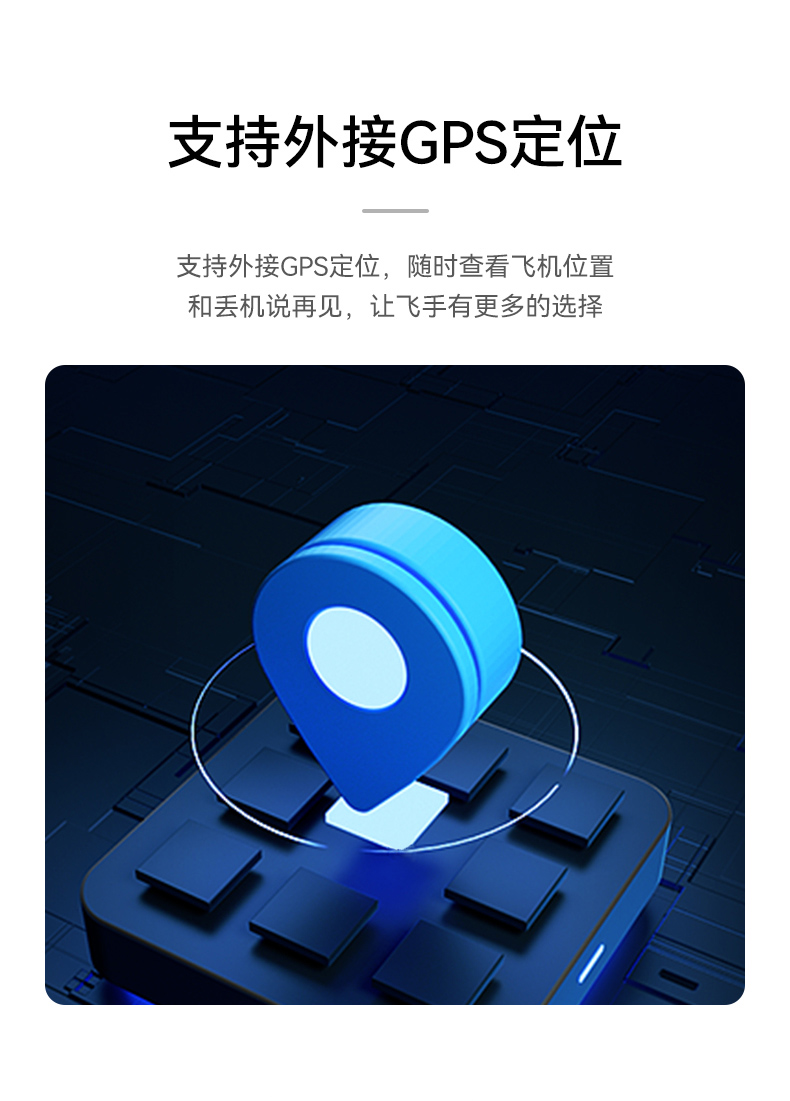 支持外接GPS定位
支持外接GPS定位，随时查看飞机位置
和丢机说再见，让飞手有更多的选择